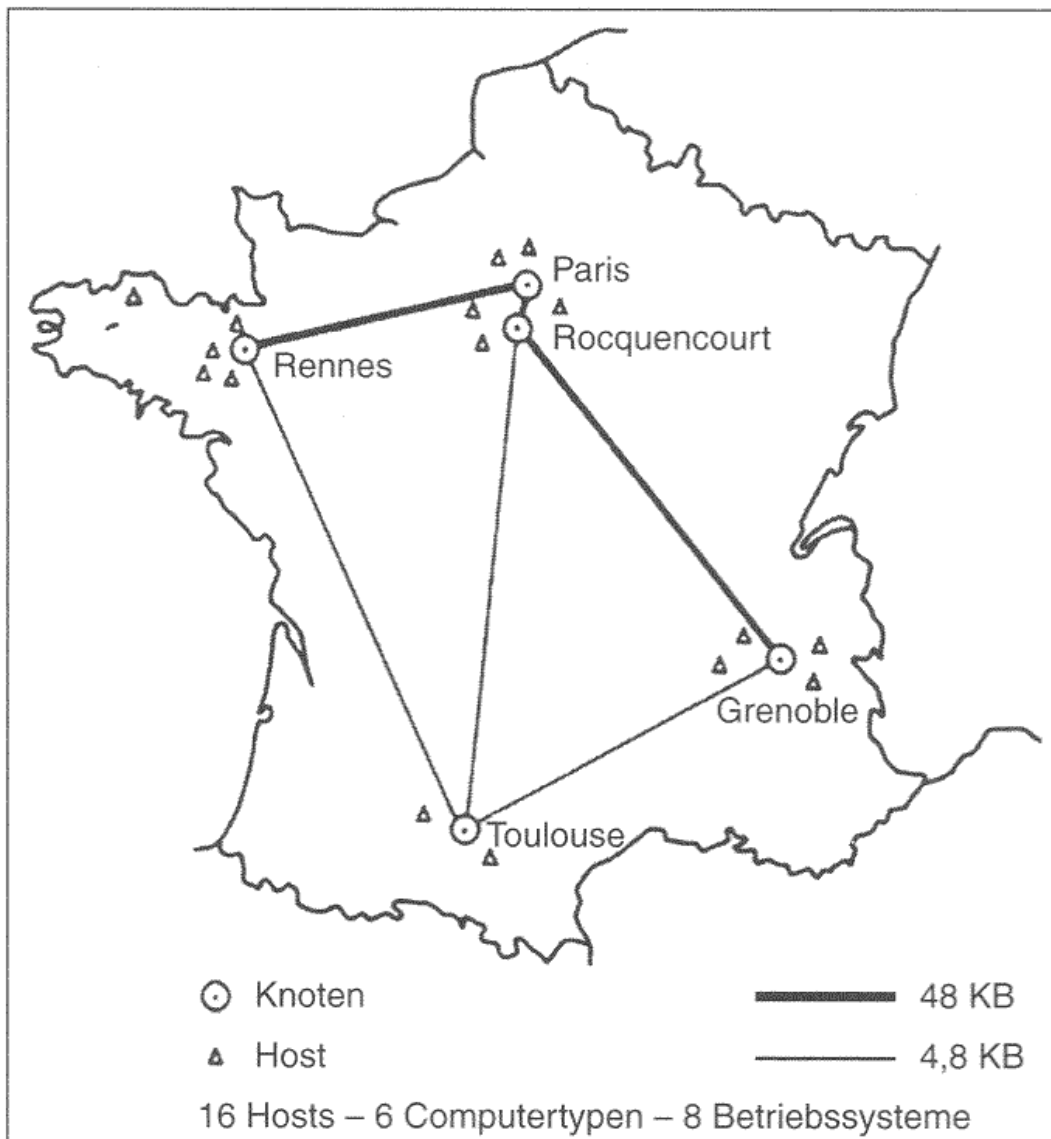 Paris
Rocquencourt
Rennes
Grenoble
Toulouse
Knoten
48 KB
Host
4,8 KB
16 Hosts – 6 Computertypen – 8 Betriebssysteme